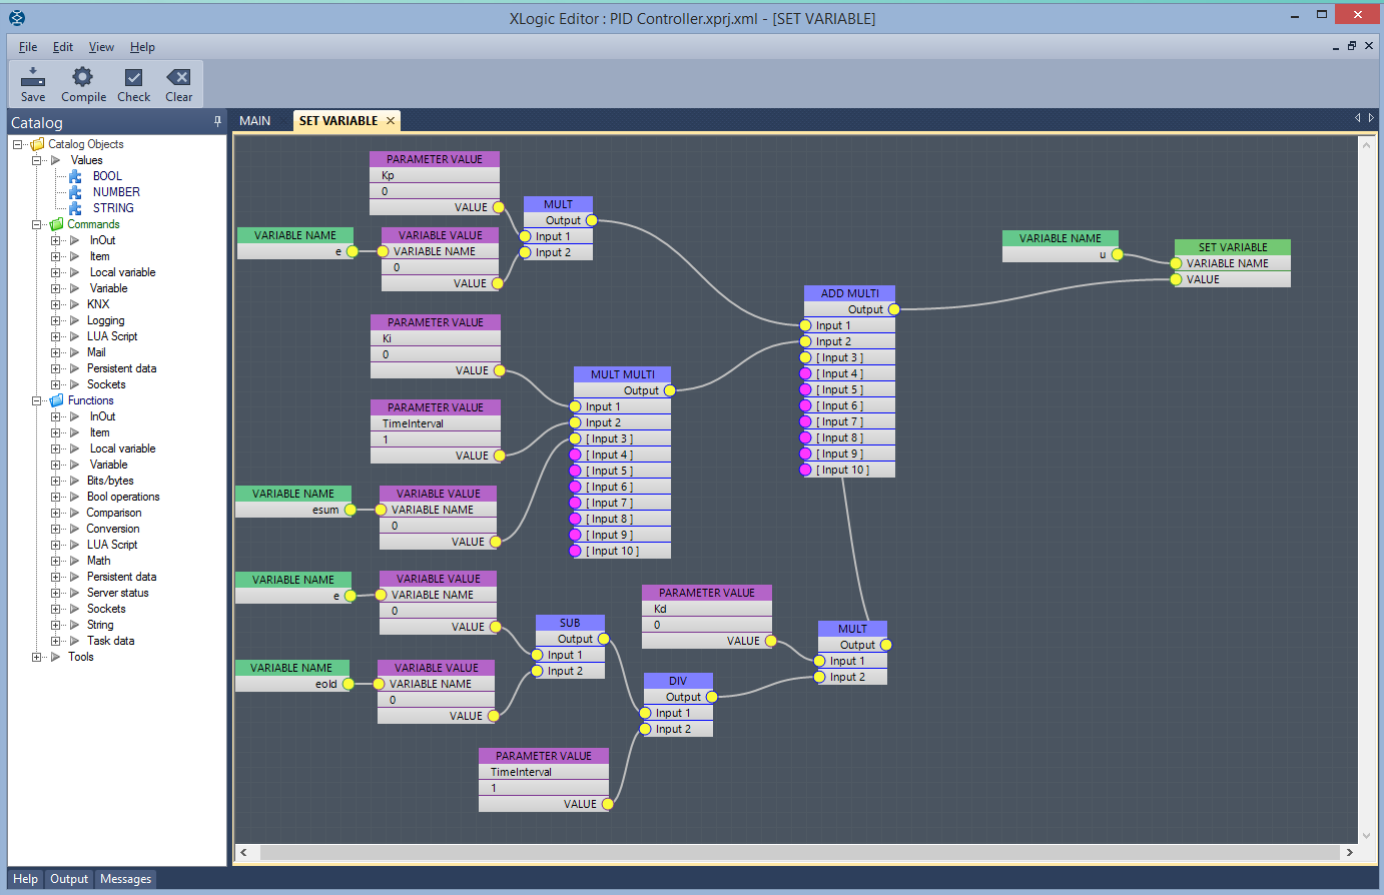 XLogic Editor : PID Controller.xprj.xml - [SET VARIABLE]
File Edit View Help
Save Compile Check Clear
Catalog
Catalog Objects
Values
BOOL
NUMBER
STRING
Commands
InOut
Item
Local variable
Variable
KNX
Logging
LUA Script
Mail
Persistent data
Sockets
Functions
InOut
Item
Local variable
Variable
Bits/bytes
Bool operations
Comparison
Conversion
LUA Script
Math
Persistent data
Server status
Sockets
String
Task data
Tools
MAIN SET VARIABLE
PARAMETER VALUE
Kp
0
VALUE
MULT
Output
Input 1
Input 2
VARIABLE NAME
e
VARIABLE VALUE
VARIABLE NAME
0
VALUE
VARIABLE NAME
u
SET VARIABLE
VARIABLE NAME
VALUE
ADD MULTI
Output
Input 1
Input 2
[ Input 3 ]
[ Input 4 ]
[ Input 5 ]
[ Input 6 ]
[ Input 7 ]
[ Input 8 ]
[ Input 9 ]
[ Input 10 ]
PARAMETER VALUE
Ki
0
VALUE
MULT MULTI
Output
Input 1
Input 2
[ Input 3 ]
[ Input 4 ]
[ Input 5 ]
[ Input 6 ]
[ Input 7 ]
[ Input 8 ]
[ Input 9 ]
[ Input 10 ]
PARAMETER VALUE
TimeInterval
1
VALUE
VARIABLE NAME
esum
VARIABLE VALUE
VARIABLE NAME
0
VALUE
VARIABLE NAME
e
VARIABLE VALUE
VARIABLE NAME
0
VALUE
PARAMETER VALUE
Kd
0
VALUE
SUB
Output
Input 1
Input 2
MULT
Output
Input 1
Input 2
VARIABLE NAME
eold
VARIABLE VALUE
VARIABLE NAME
0
VALUE
DIV
Output
Input 1
Input 2
PARAMETER VALUE
TimeInterval
1
VALUE
Help Output Messages